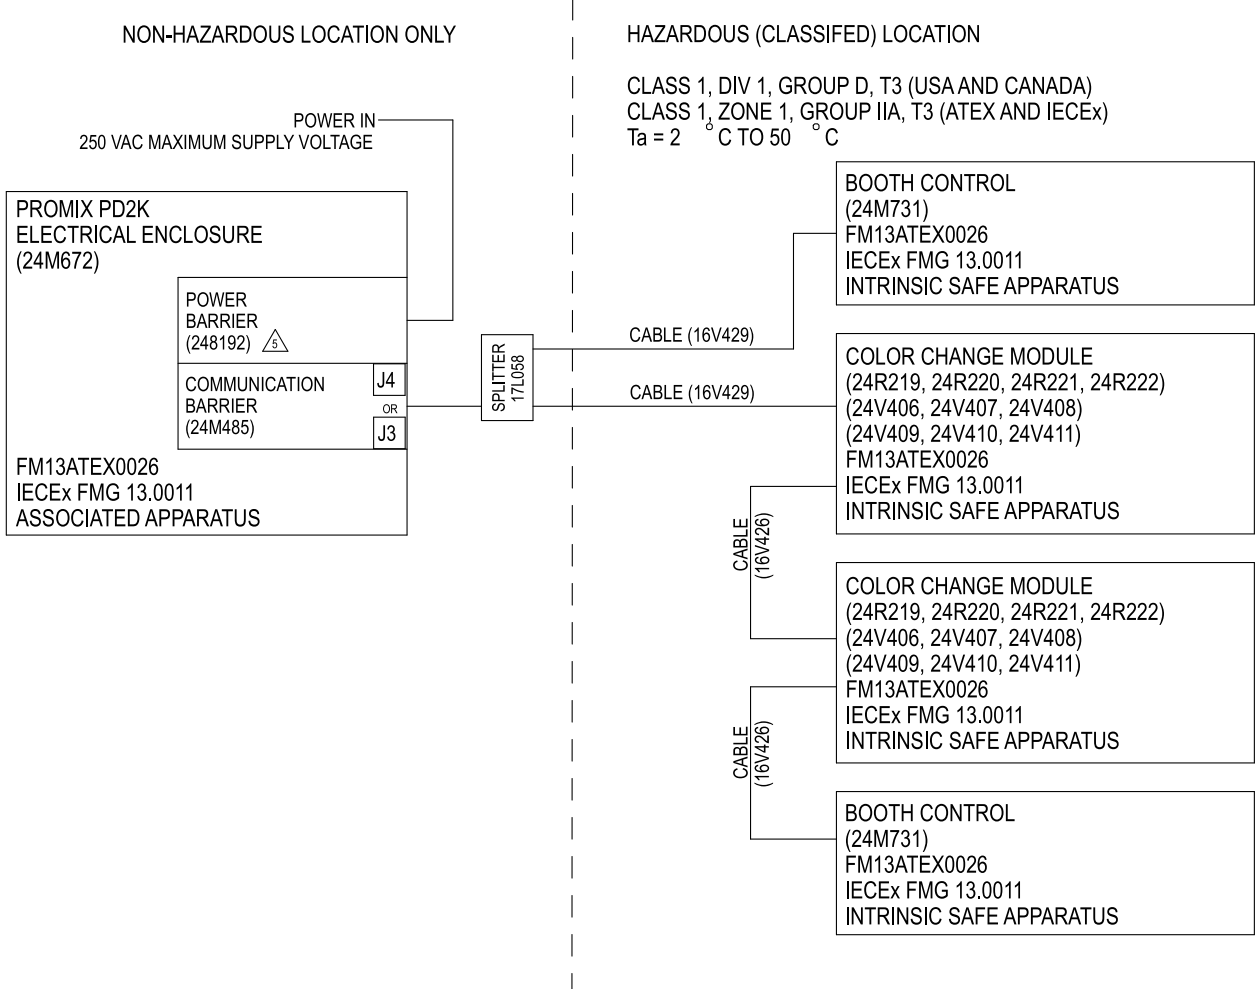 NON-HAZARDOUS LOCATION ONLY
HAZARDOUS (CLASSIFED) LOCATION
CLASS 1, DIV 1, GROUP D, T3 (USA AND CANADA)
CLASS 1, ZONE 1, GROUP IIA, T3 (ATEX AND IECEx)
Ta = 2 °C TO 50 °C
POWER IN
250 VAC MAXIMUM SUPPLY VOLTAGE
PROMIX PD2K
ELECTRICAL ENCLOSURE
(24M672)
POWER
BARRIER
(248192) 5
COMMUNICATION
BARRIER
(24M485)
J4
OR
J3
FM13ATEX0026
IECEx FMG 13.0011
ASSOCIATED APPARATUS
SPLITTER
17L058
CABLE (16V429)
CABLE (16V429)
BOOTH CONTROL
(24M731)
FM13ATEX0026
IECEx FMG 13.0011
INTRINSIC SAFE APPARATUS
COLOR CHANGE MODULE
(24R219, 24R220, 24R221, 24R222)
(24V406, 24V407, 24V408)
(24V409, 24V410, 24V411)
FM13ATEX0026
IECEx FMG 13.0011
INTRINSIC SAFE APPARATUS
CABLE
(16V426)
COLOR CHANGE MODULE
(24R219, 24R220, 24R221, 24R222)
(24V406, 24V407, 24V408)
(24V409, 24V410, 24V411)
FM13ATEX0026
IECEx FMG 13.0011
INTRINSIC SAFE APPARATUS
CABLE
(16V426)
BOOTH CONTROL
(24M731)
FM13ATEX0026
IECEx FMG 13.0011
INTRINSIC SAFE APPARATUS